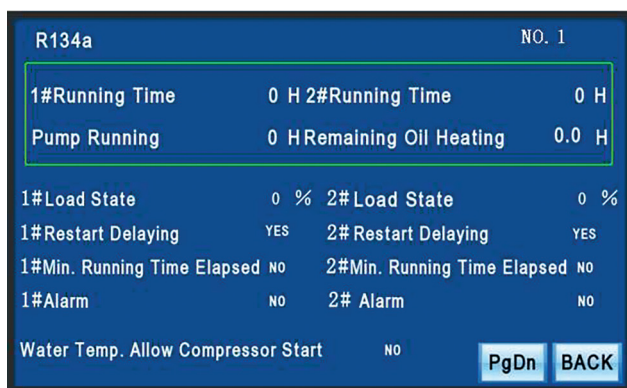 R134a NO. 1
1#Running Time 0 H 2#Running Time 0 H
Pump Running 0 H Remaining Oil Heating 0.0 H
1#Load State 0 % 2#Load State 0 %
1#Restart Delaying YES 2#Restart Delaying YES
1#Min. Running Time Elapsed NO 2#Min. Running Time Elapsed NO
1#Alarm NO 2# Alarm NO
Water Temp. Allow Compressor Start NO
PgDn BACK